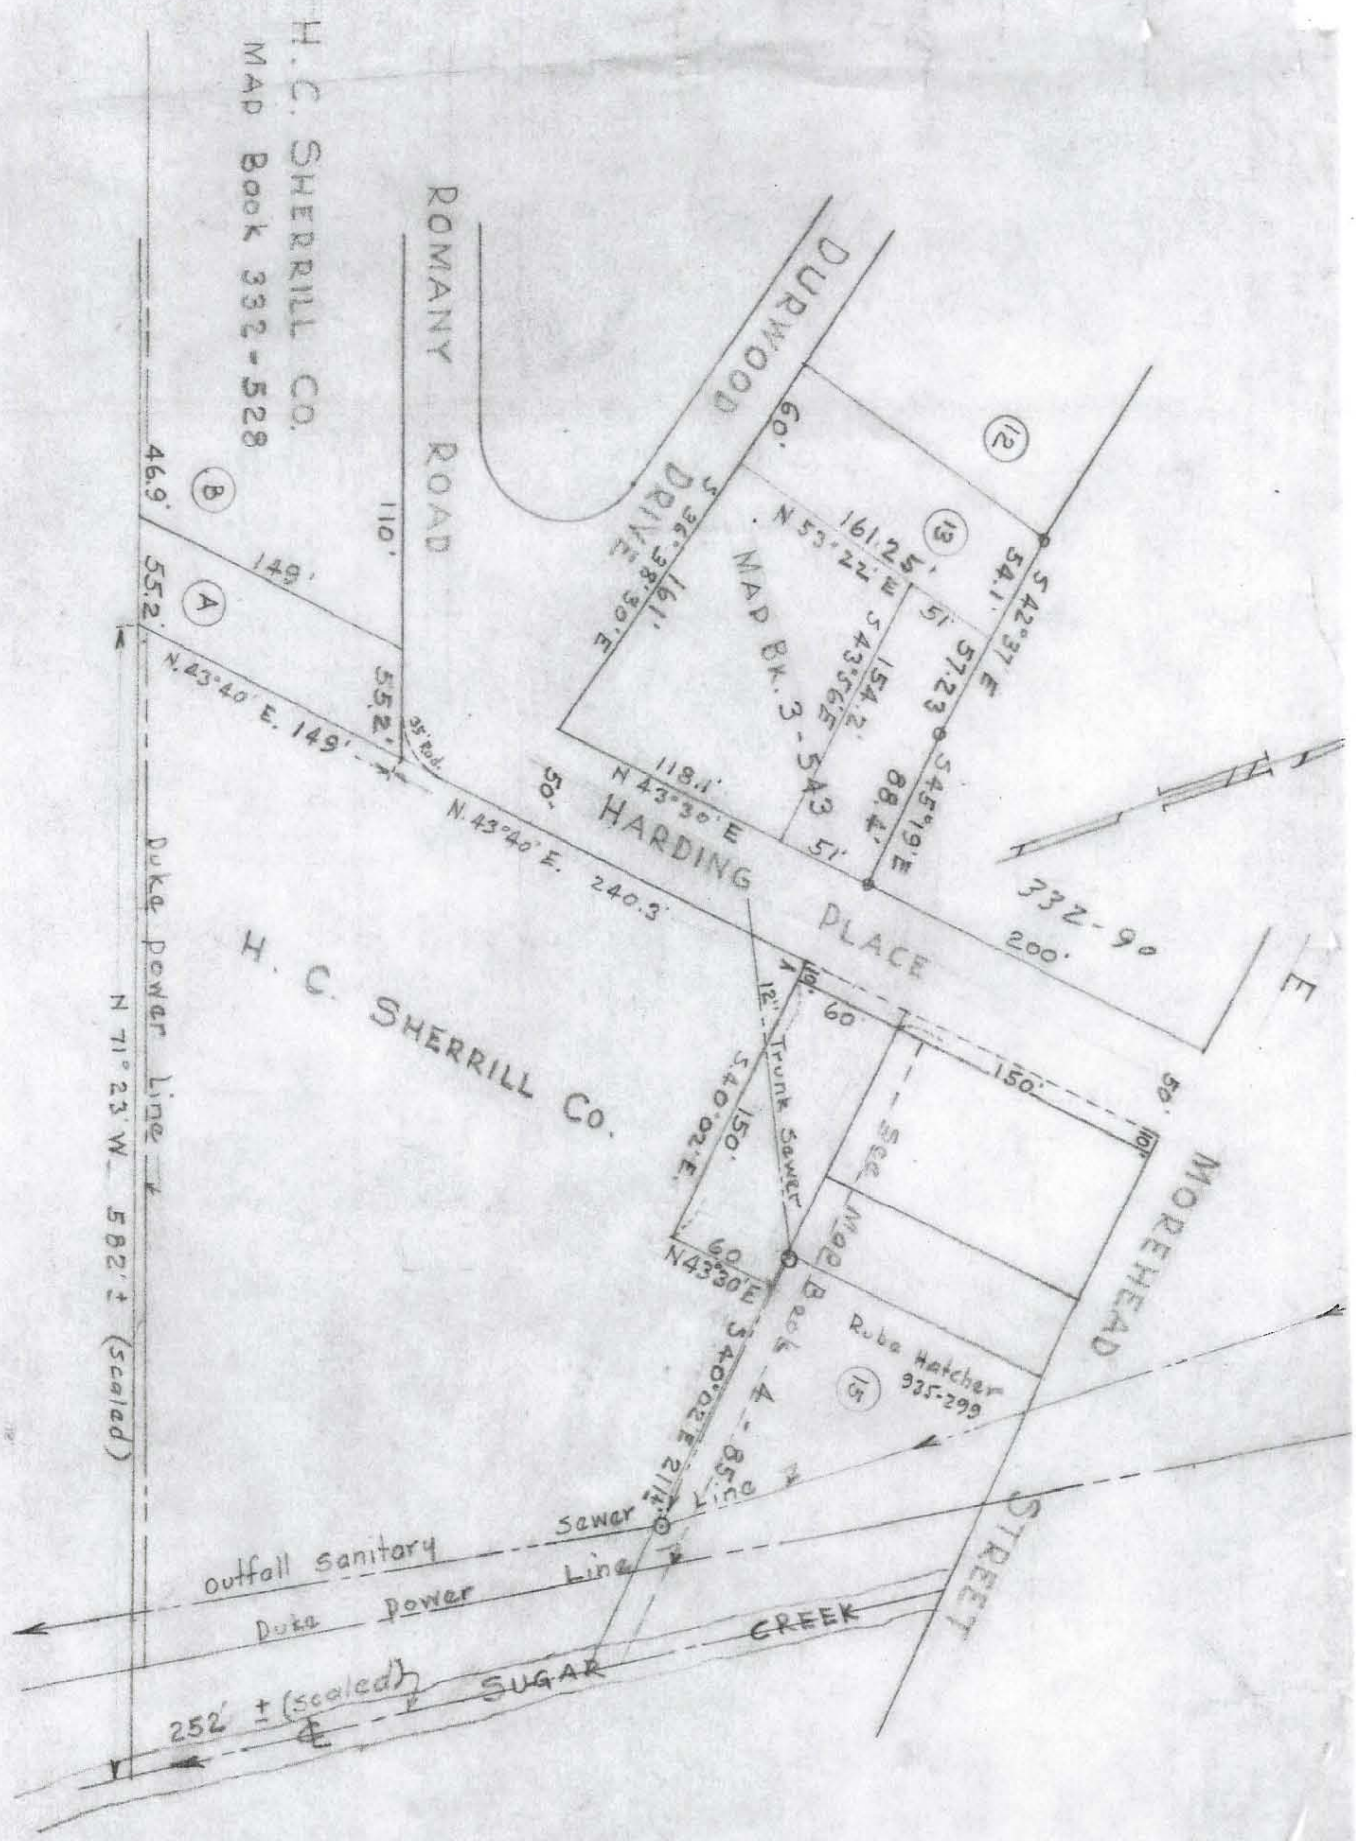 H. C. SHERRILL CO.
MAP Book 332-528
ROMANY ROAD
DURWOOD
DRIVE
60'
S 36° 38' 30" E
161'
12
13
161.25'
N 53° 22' E
51'
54.1'
S 42° 37' E
57.23
S 45° 19' E
88.4'
154.2'
S 43° 56' E
MAP BK. 3 - 543
118.1'
N 43° 30' E
51'
50'
HARDING PLACE
332-90
200'
E
46.9'
B
149'
110'
55.2'
A
55.2'
35' Rad.
N. 43° 40' E. 149'
N. 43° 40' E. 240.3'
Duke power Line
N 71° 23' W 582' ± (scaled)
H. C. SHERRILL CO.
12" Trunk Sewer
10'
60'
150'
10'
50'
MOREHEAD
STREET
150'
S 40° 02' E.
60
N 43° 30' E
See Map Book 4 - 85
Ruba Hatcher
935-299
15
S 40° 02' E 211'±
Outfall Sanitary Sewer Line
Duke Power Line
SUGAR CREEK
252' ± (scaled)
℄